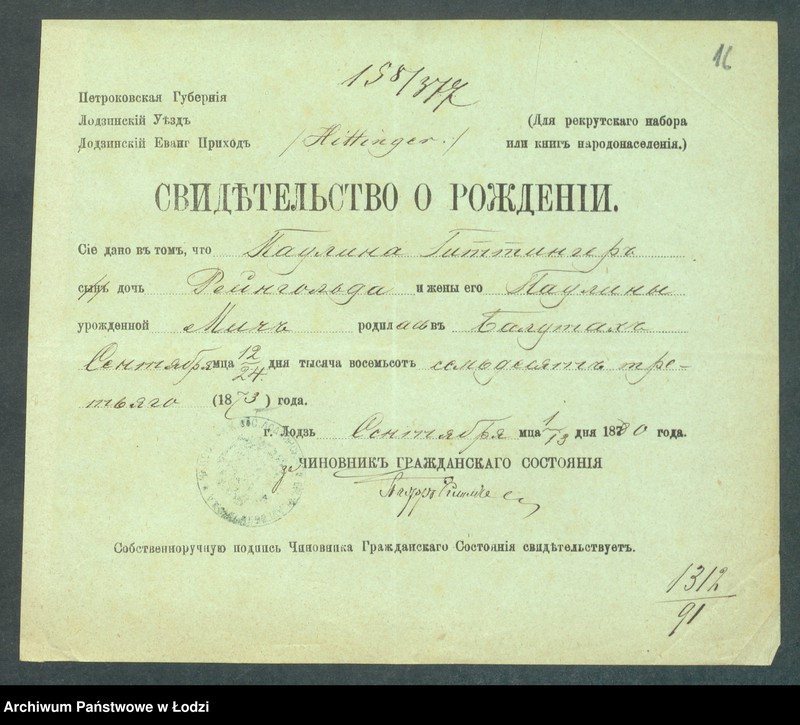 16
158/377
Петроковская Губернія
Лодзинскій Уѣздъ
(Для рекрутскаго набора
Лодзинскій Еванг Приходъ /Hittinger./ или книгъ народонаселенія.)
СВИДѢТЕЛЬСТВО О РОЖДЕНІИ.
Сіе дано въ томъ, что Паулина Гиттингеръ
сынъ дочь Рейнгольда и жены его Паулины
урожденной Мичъ родилась въ Балутахъ
Сентября мца 12/24 дня тысяча восемьсотъ семьдесятъ тре-
тьяго (1873) года.
г. Лодзь Сентября мца 1/13 дня 1880 года.
ЧИНОВНИКЪ ГРАЖДАНСКАГО СОСТОЯНІЯ
Собственноручную подпись Чиновника Гражданскаго Состоянія свидѣтельствуетъ.
1312/91
Archiwum Państwowe w Łodzi